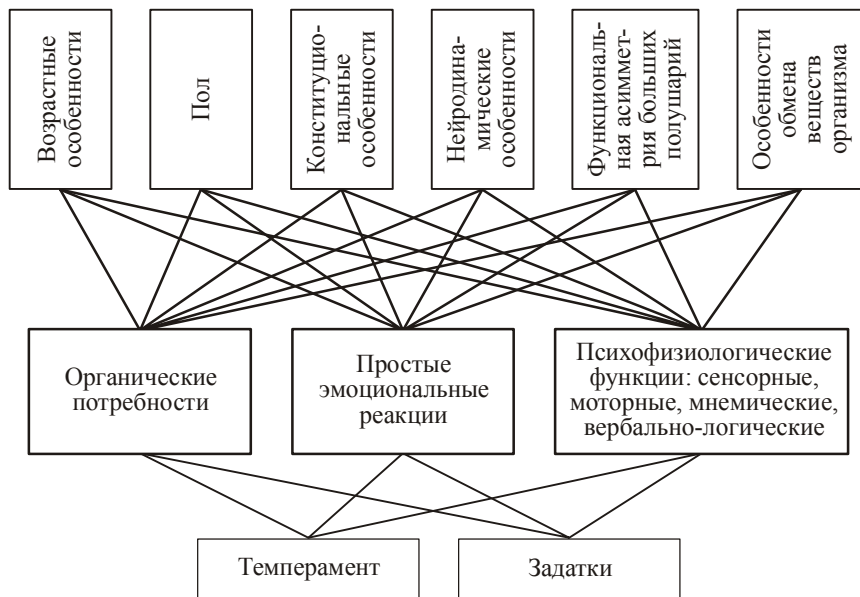 Возрастные
особенности
Пол
Конституцио-
нальные
особенности
Нейродина-
мические
особенности
Функциональ-
ная асиммет-
рия больших
полушарий
Особенности
обмена
веществ
организма
Органические
потребности
Простые
эмоциональные
реакции
Психофизиологические
функции: сенсорные,
моторные, мнемические,
вербально-логические
Темперамент
Задатки